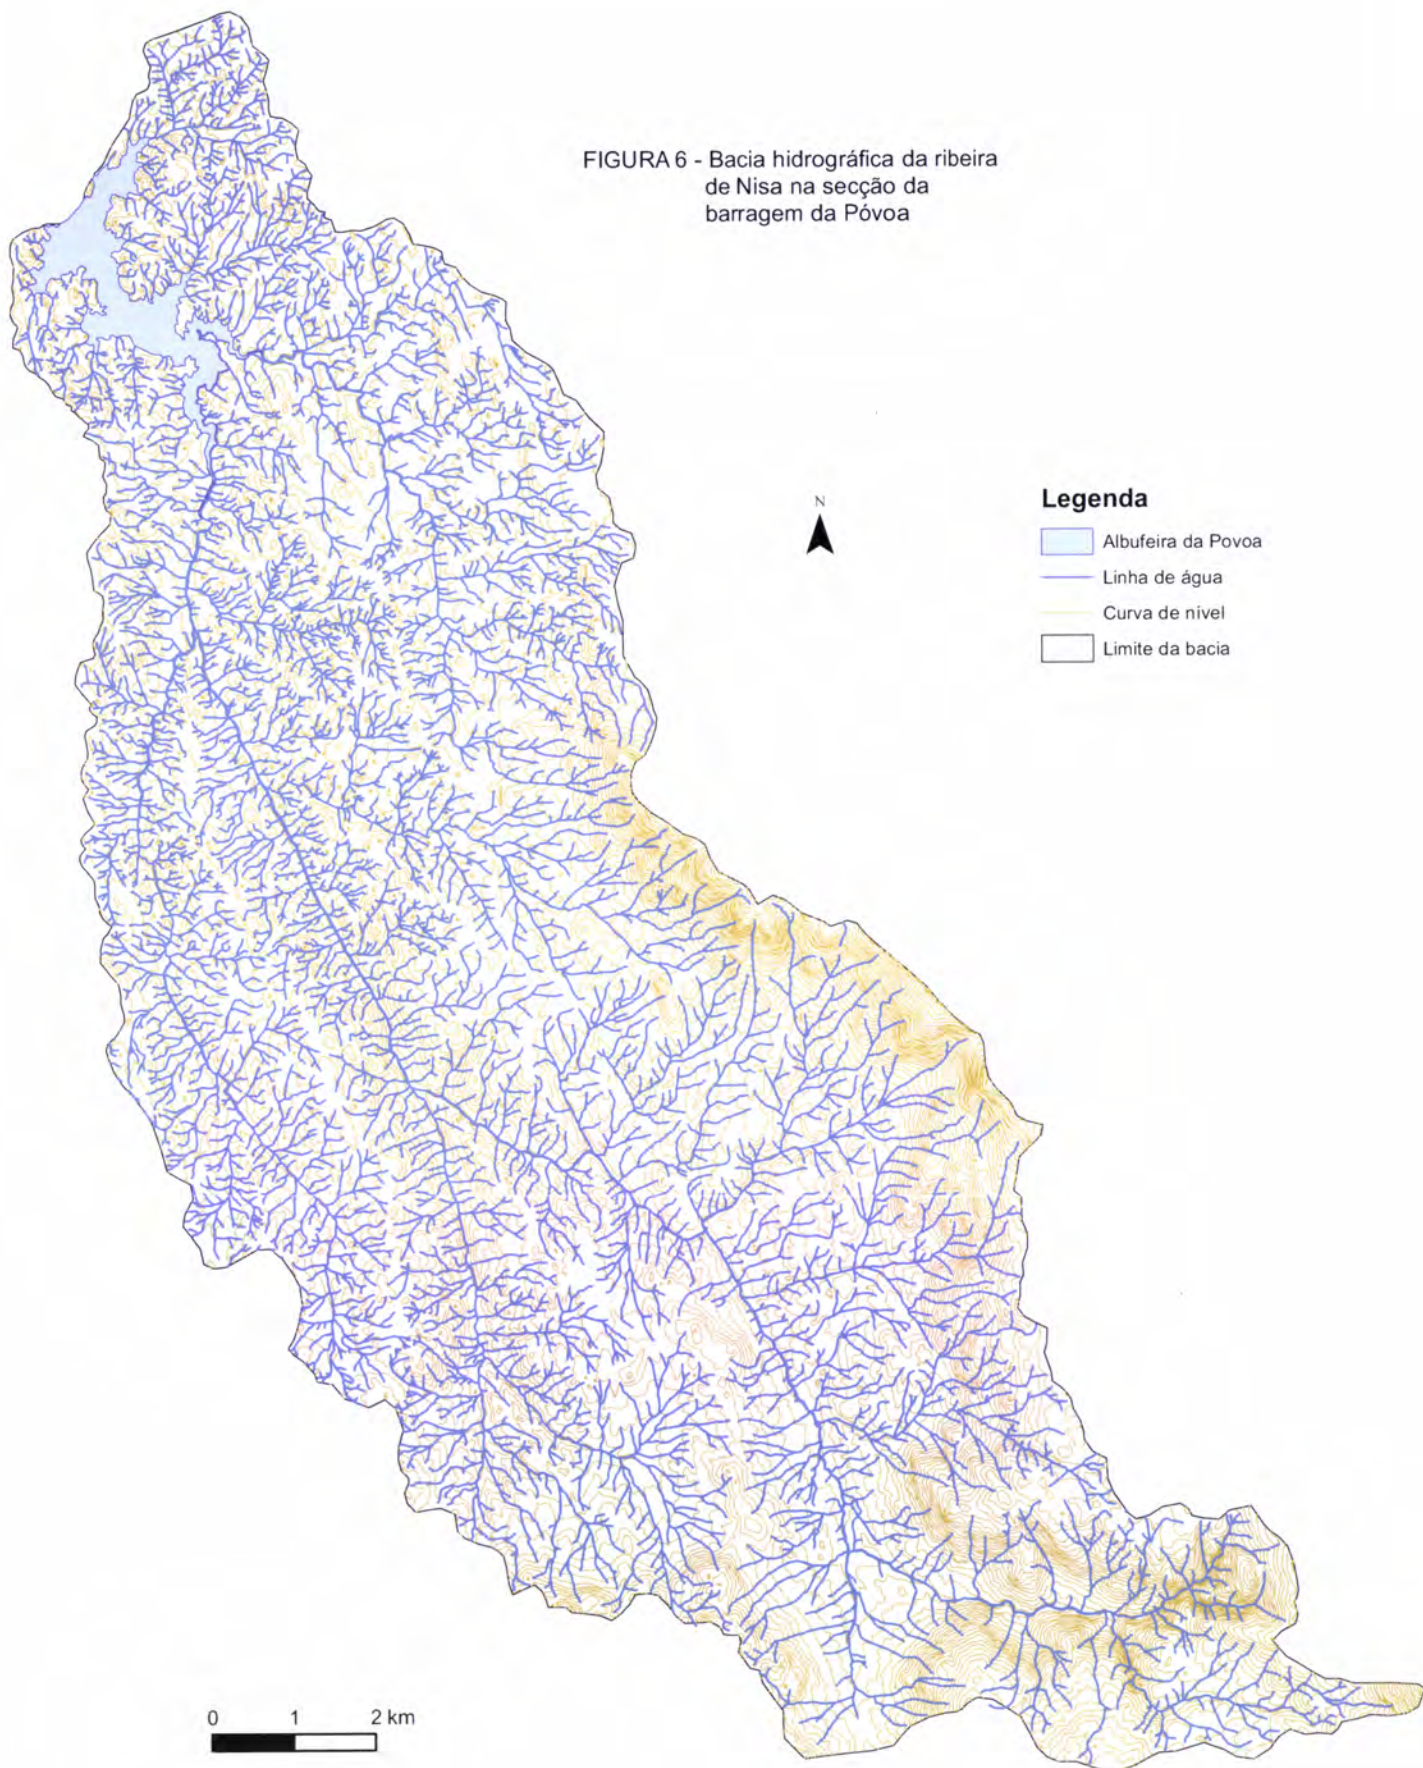 FIGURA 6 - Bacia hidrográfica da ribeira
de Nisa na secção da
barragem da Póvoa
N
Legenda
Albufeira da Povoa
Linha de água
Curva de nivel
Limite da bacia
0 1 2 km